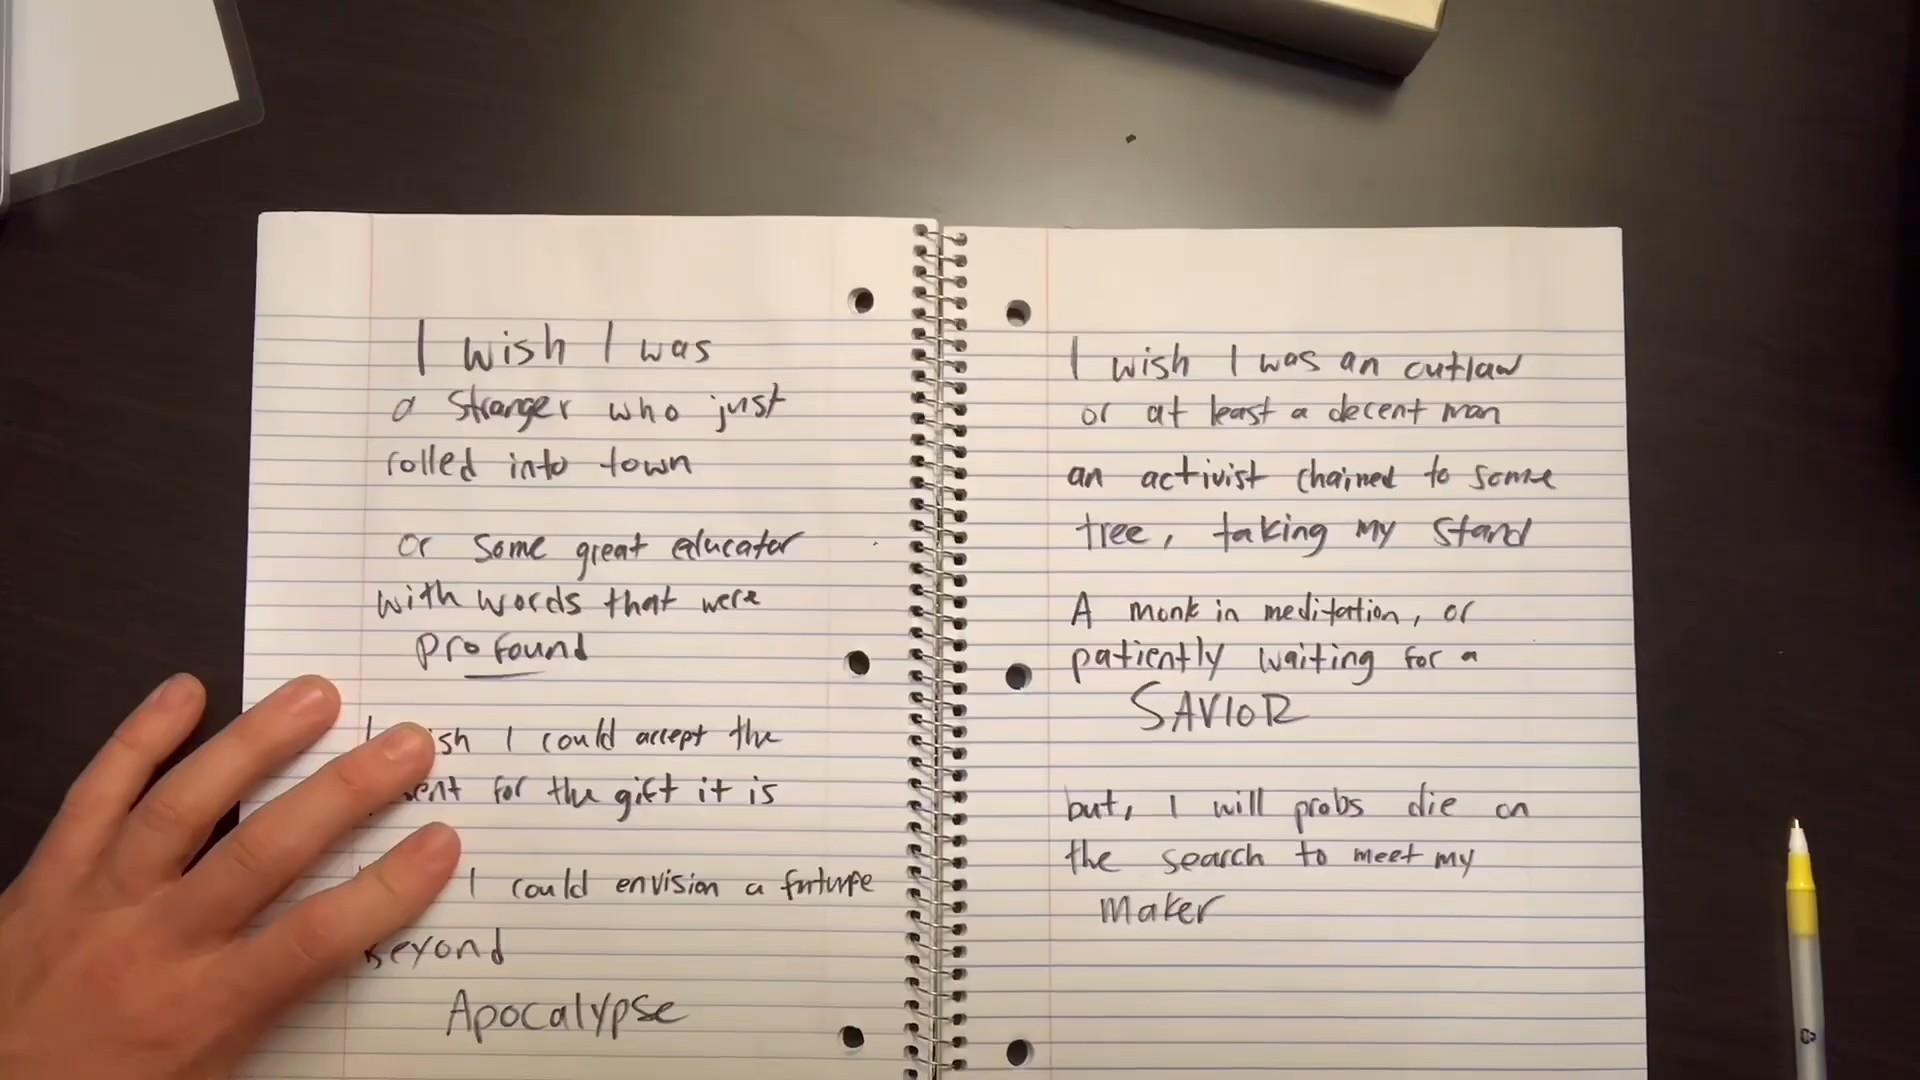 I wish I was
a stranger who just
rolled into town
or some great educator
with words that were
profound
I could accept the
for the gift it is
I could envision a future
Beyond
Apocalypse
I wish I was an outlaw
or at least a decent man
an activist chained to some
tree, taking my stand
A monk in meditation, or
patiently waiting for a
SAVIOR
but, I will probs die on
the search to meet my
Maker